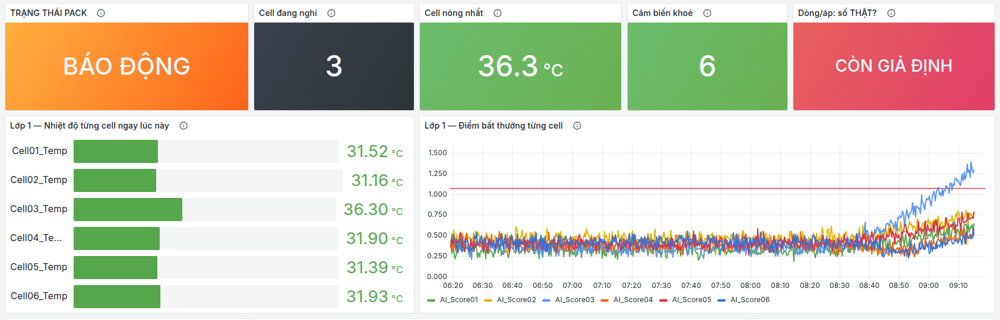 TRẠNG THÁI PACK
Cell đang nghi
Cell nóng nhất
Cảm biến khoẻ
Dòng/áp: số THẬT?
BÁO ĐỘNG
3
36.3 °C
6
CÒN GIẢ ĐỊNH
Lớp 1 — Nhiệt độ từng cell ngay lúc này
Cell01_Temp 31.52 °C
Cell02_Temp 31.16 °C
Cell03_Temp 36.30 °C
Cell04_Te... 31.90 °C
Cell05_Temp 31.39 °C
Cell06_Temp 31.93 °C
Lớp 1 — Điểm bất thường từng cell
1.500
1.250
1.000
0.750
0.500
0.250
0.000
06:20 06:30 06:40 06:50 07:00 07:10 07:20 07:30 07:40 07:50 08:00 08:10 08:20 08:30 08:40 08:50 09:00 09:10
AI_Score01 AI_Score02 AI_Score03 AI_Score04 AI_Score05 AI_Score06